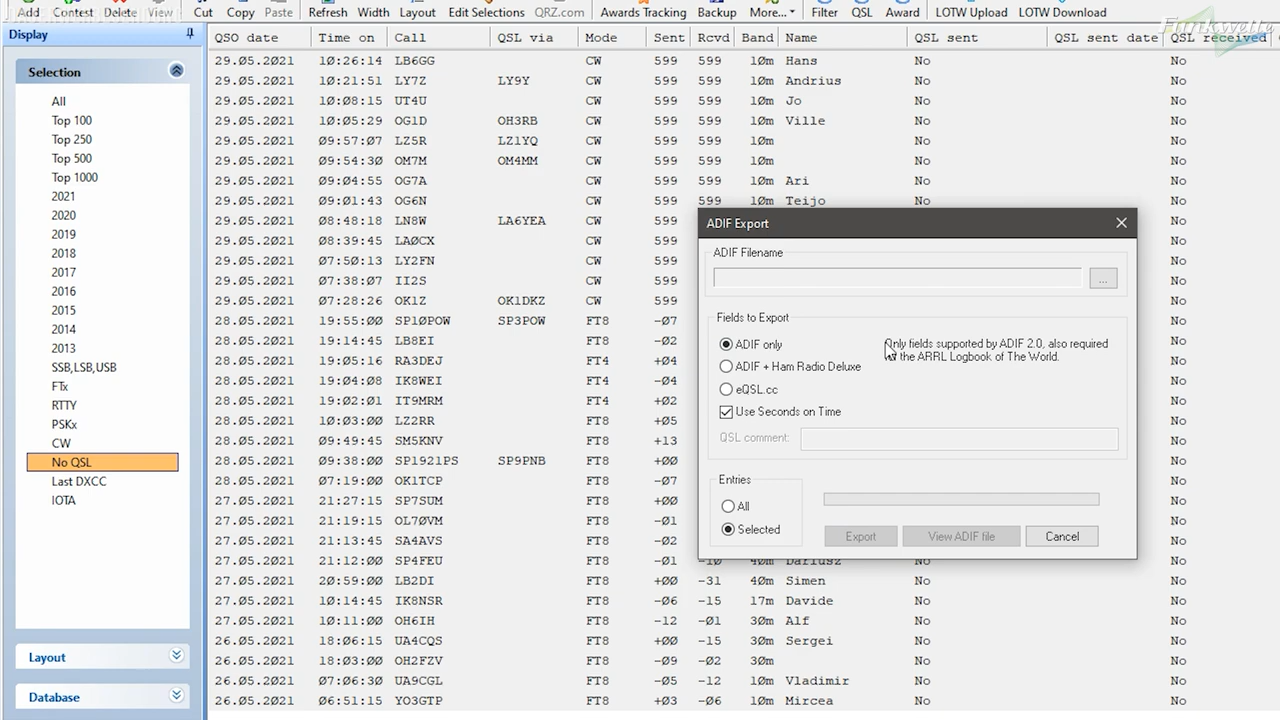 Add Contest Delete View Cut Copy Paste Refresh Width Layout Edit Selections QRZ.com Awards Tracking Backup More... Filter QSL Award LOTW Upload LOTW Download
Funkwelle
Display
Selection
All
Top 100
Top 250
Top 500
Top 1000
2021
2020
2019
2018
2017
2016
2015
2014
2013
SSB,LSB,USB
FTx
RTTY
PSKx
CW
No QSL
Last DXCC
IOTA
Layout
Database
QSO date Time on Call QSL via Mode Sent Rcvd Band Name QSL sent QSL sent date QSL received
29.05.2021 10:26:14 LB6GG CW 599 599 10m Hans No No
29.05.2021 10:21:51 LY7Z LY9Y CW 599 599 10m Andrius No No
29.05.2021 10:08:15 UT4U CW 599 599 10m Jo No No
29.05.2021 10:05:29 OG1D OH3RB CW 599 599 10m Ville No No
29.05.2021 09:57:07 LZ5R LZ1YQ CW 599 599 10m No No
29.05.2021 09:54:30 OM7M OM4MM CW 599 599 10m No No
29.05.2021 09:04:55 OG7A CW 599 599 10m Ari No No
29.05.2021 09:01:43 OG6N CW 599 599 10m Teijo No No
29.05.2021 08:48:18 LN8W LA6YEA CW 599 No
29.05.2021 08:39:45 LA0CX CW 599 No
29.05.2021 07:50:13 LY2FN CW 599 No
29.05.2021 07:38:07 II2S CW 599 No
29.05.2021 07:28:26 OK1Z OK1DKZ CW 599 No
28.05.2021 19:55:00 SP10POW SP3POW FT8 -07 No
28.05.2021 19:14:45 LB8EI FT8 -02 No
28.05.2021 19:05:16 RA3DEJ FT4 +04 No
28.05.2021 19:04:08 IK8WEI FT4 -04 No
28.05.2021 19:02:01 IT9MRM FT4 +02 No
28.05.2021 10:03:00 LZ2RR FT8 +05 No
28.05.2021 09:49:45 SM5KNV FT8 +13 No
28.05.2021 09:38:00 SP1921PS SP9PNB FT8 +00 No
28.05.2021 07:19:00 OK1TCP FT8 -07 No
27.05.2021 21:27:15 SP7SUM FT8 +00 No
27.05.2021 21:19:15 OL70VM FT8 -01 No
27.05.2021 21:13:45 SA4AVS FT8 -02 No
27.05.2021 21:12:00 SP4FEU FT8 -01 -10 40m Dariusz No No
27.05.2021 20:59:00 LB2DI FT8 +00 -31 40m Simen No No
27.05.2021 10:14:45 IK8NSR FT8 -06 -15 17m Davide No No
27.05.2021 10:11:00 OH6IH FT8 -12 -01 30m Alf No No
26.05.2021 18:06:15 UA4CQS FT8 +00 -15 30m Sergei No No
26.05.2021 18:03:00 OH2FZV FT8 -09 -02 30m No No
26.05.2021 07:06:30 UA9CGL FT8 -05 -12 10m Vladimir No No
26.05.2021 06:51:15 YO3GTP FT8 +03 -06 10m Mircea No No
ADIF Export
ADIF Filename
...
Fields to Export
ADIF only
ADIF + Ham Radio Deluxe
eQSL.cc
Use Seconds on Time
Only fields supported by ADIF 2.0, also required
the ARRL Logbook of The World.
QSL comment:
Entries
All
Selected
Export View ADIF file Cancel